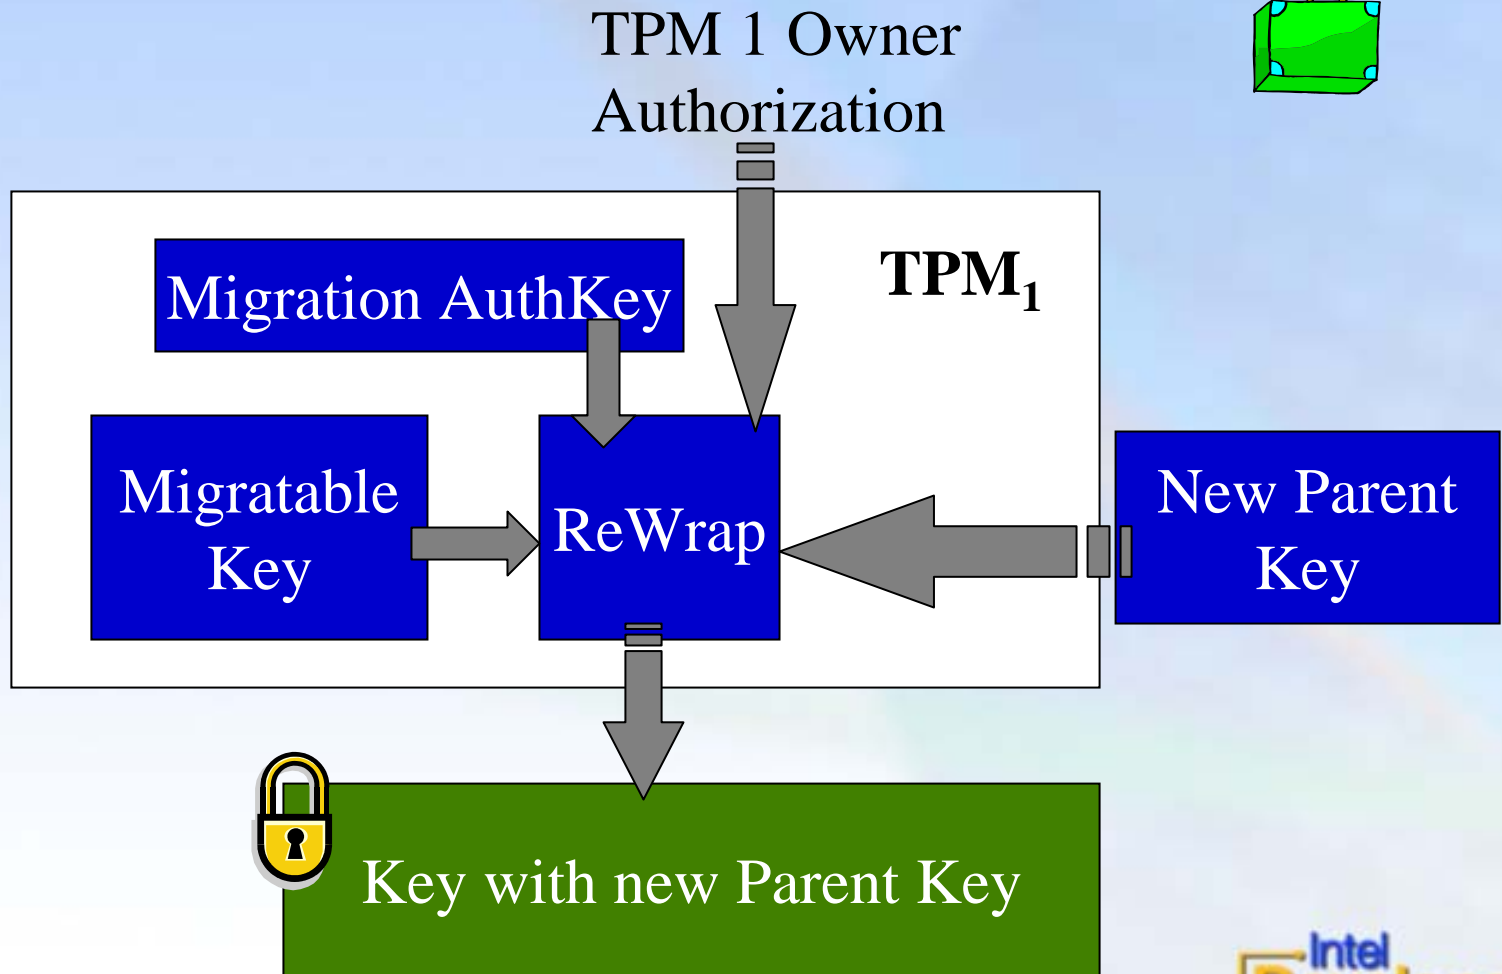 TPM 1 Owner
Authorization
Migration AuthKey
TPM1
Migratable
Key
ReWrap
New Parent
Key
Key with new Parent Key
Intel